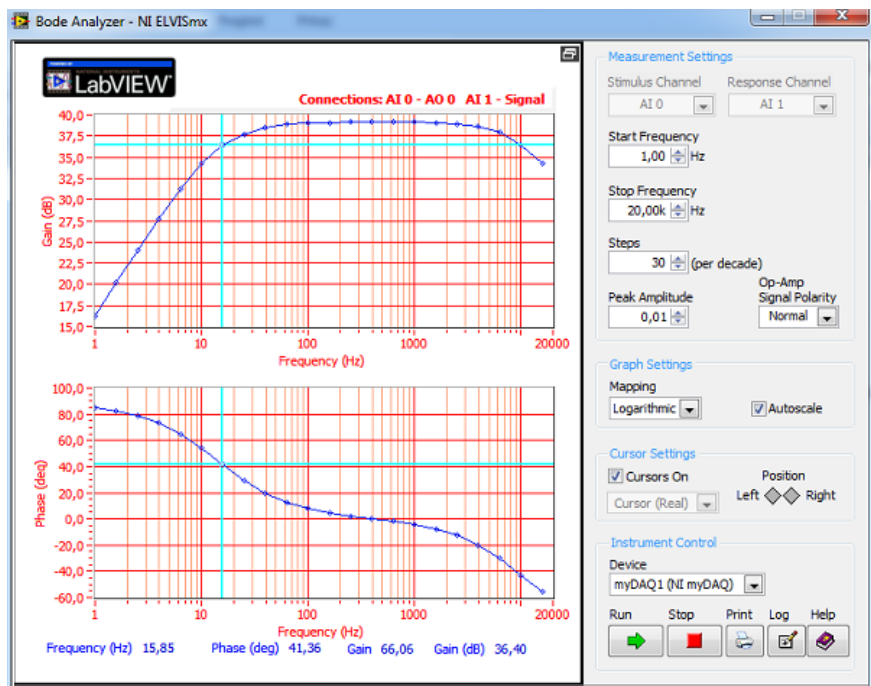 Bode Analyzer - NI ELVISmx
LabVIEW
Connections: AI 0 - AO 0 AI 1 - Signal
Gain (dB)
40,0
37,5
35,0
32,5
30,0
27,5
25,0
22,5
20,0
17,5
15,0
1 10 100 1000 20000
Frequency (Hz)
Phase (deg)
100,0
80,0
60,0
40,0
20,0
0,0
-20,0
-40,0
-60,0
1 10 100 1000 20000
Frequency (Hz)
Frequency (Hz) 15,85 Phase (deg) 41,36 Gain 66,06 Gain (dB) 36,40
Measurement Settings
Stimulus Channel Response Channel
AI 0 AI 1
Start Frequency
1,00 Hz
Stop Frequency
20,00k Hz
Steps
30 (per decade)
Peak Amplitude
0,01
Op-Amp
Signal Polarity
Normal
Graph Settings
Mapping
Logarithmic Autoscale
Cursor Settings
Cursors On Position
Cursor (Real) Left Right
Instrument Control
Device
myDAQ1 (NI myDAQ)
Run Stop Print Log Help